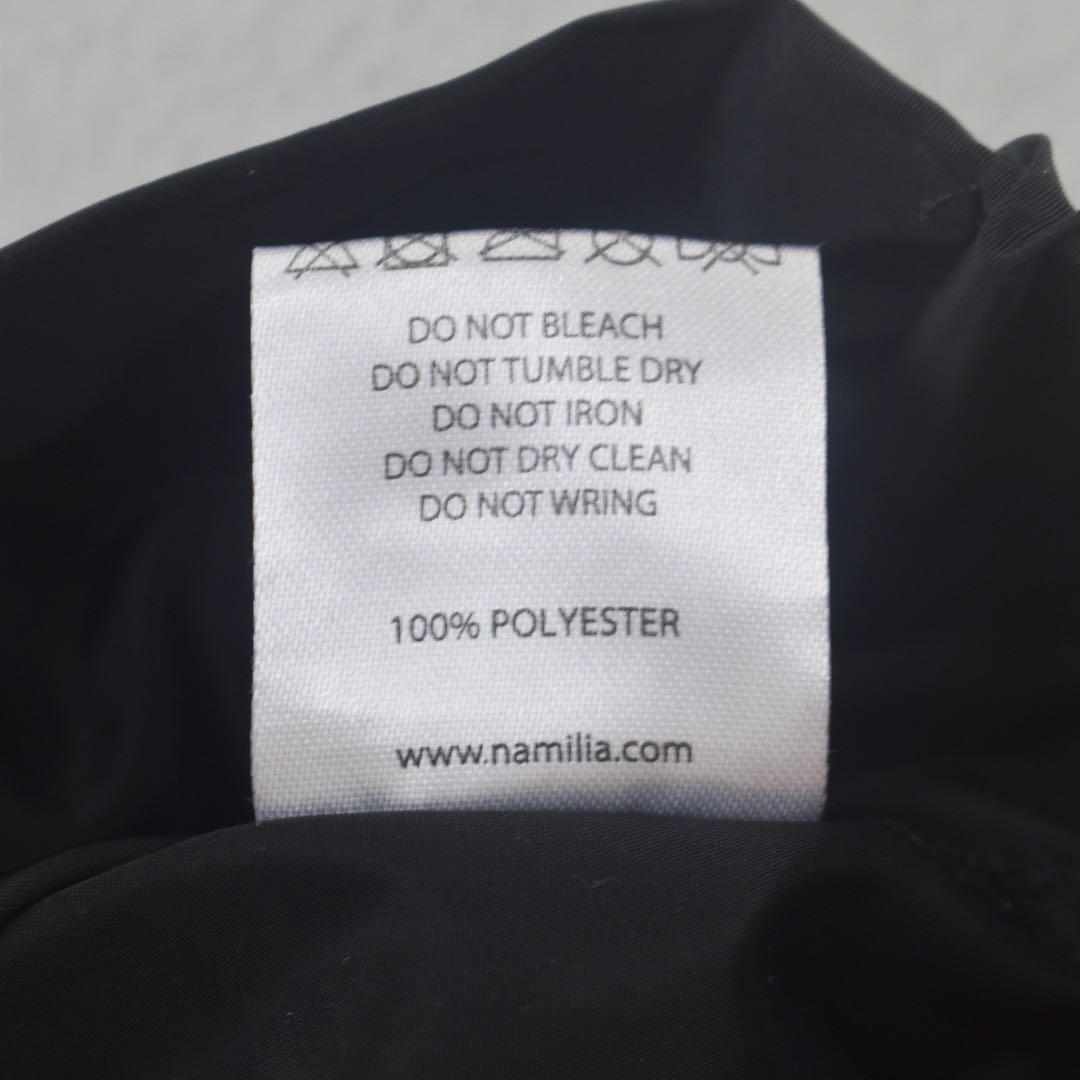 DO NOT BLEACH
DO NOT TUMBLE DRY
DO NOT IRON
DO NOT DRY CLEAN
DO NOT WRING
100% POLYESTER
www.namilia.com